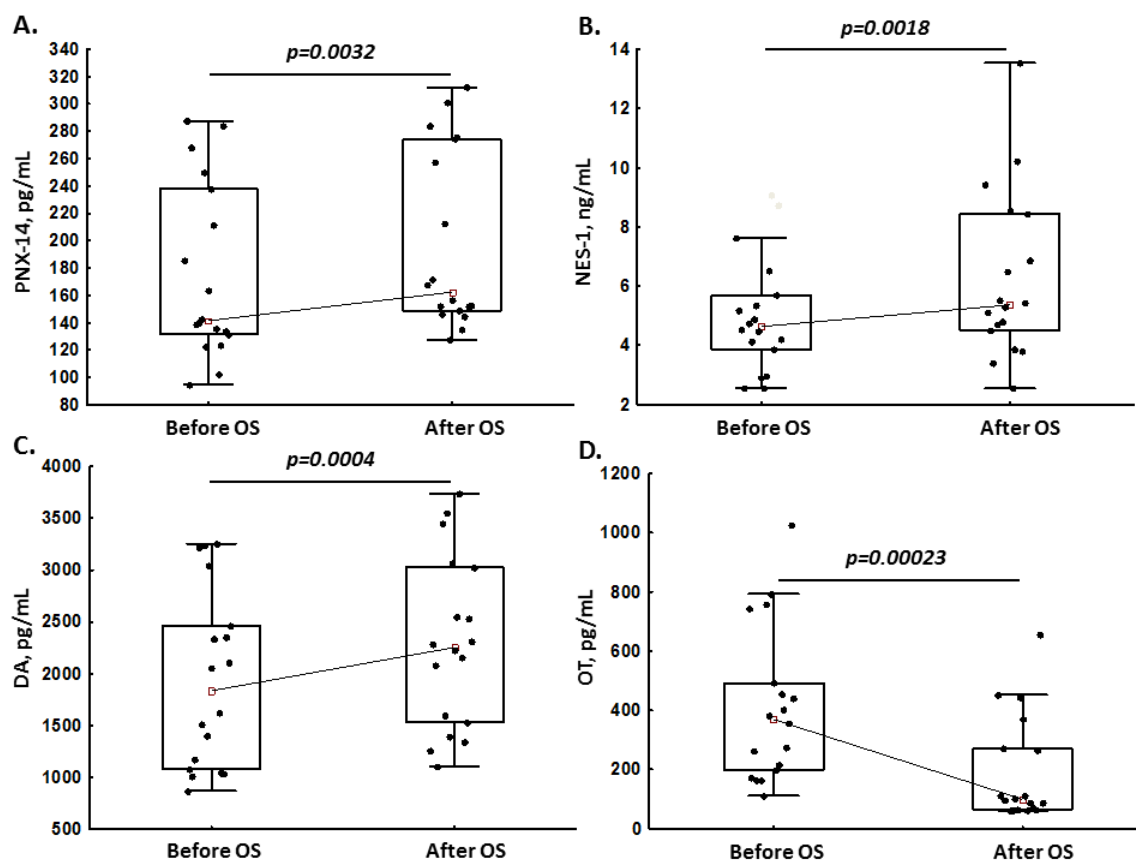 A.
p=0.0032
PNX-14, pg/mL
340
320
300
280
260
240
220
200
180
160
140
120
100
80
Before OS
After OS
B.
p=0.0018
NES-1, ng/mL
14
12
10
8
6
4
2
Before OS
After OS
C.
p=0.0004
DA, pg/mL
4000
3500
3000
2500
2000
1500
1000
500
Before OS
After OS
D.
p=0.00023
OT, pg/mL
1200
1000
800
600
400
200
0
Before OS
After OS